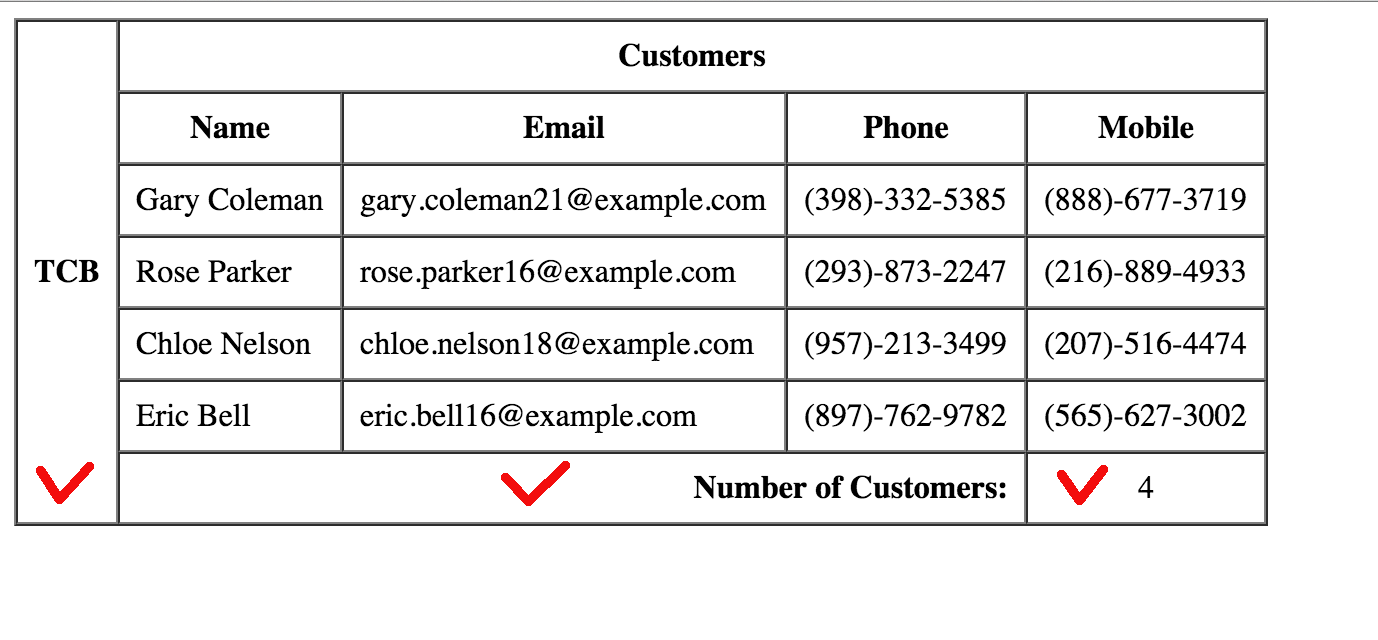 Customers
Name Email Phone Mobile
Gary Coleman gary.coleman21@example.com (398)-332-5385 (888)-677-3719
TCB Rose Parker rose.parker16@example.com (293)-873-2247 (216)-889-4933
Chloe Nelson chloe.nelson18@example.com (957)-213-3499 (207)-516-4474
Eric Bell eric.bell16@example.com (897)-762-9782 (565)-627-3002
Number of Customers: 4